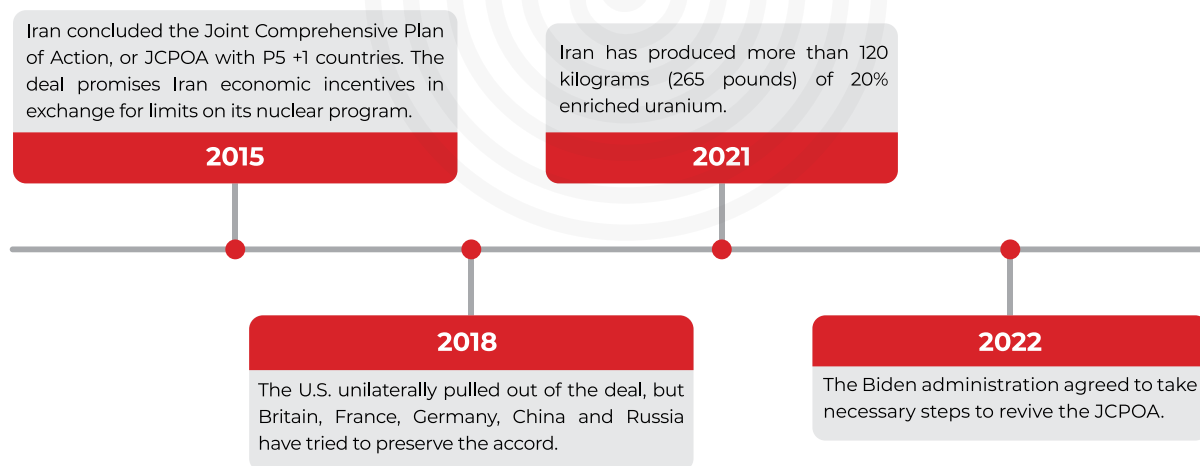 Iran concluded the Joint Comprehensive Plan
of Action, or JCPOA with P5 +1 countries. The
deal promises Iran economic incentives in
exchange for limits on its nuclear program.
2015
Iran has produced more than 120
kilograms (265 pounds) of 20%
enriched uranium.
2021
2018
The U.S. unilaterally pulled out of the deal, but
Britain, France, Germany, China and Russia
have tried to preserve the accord.
2022
The Biden administration agreed to take
necessary steps to revive the JCPOA.